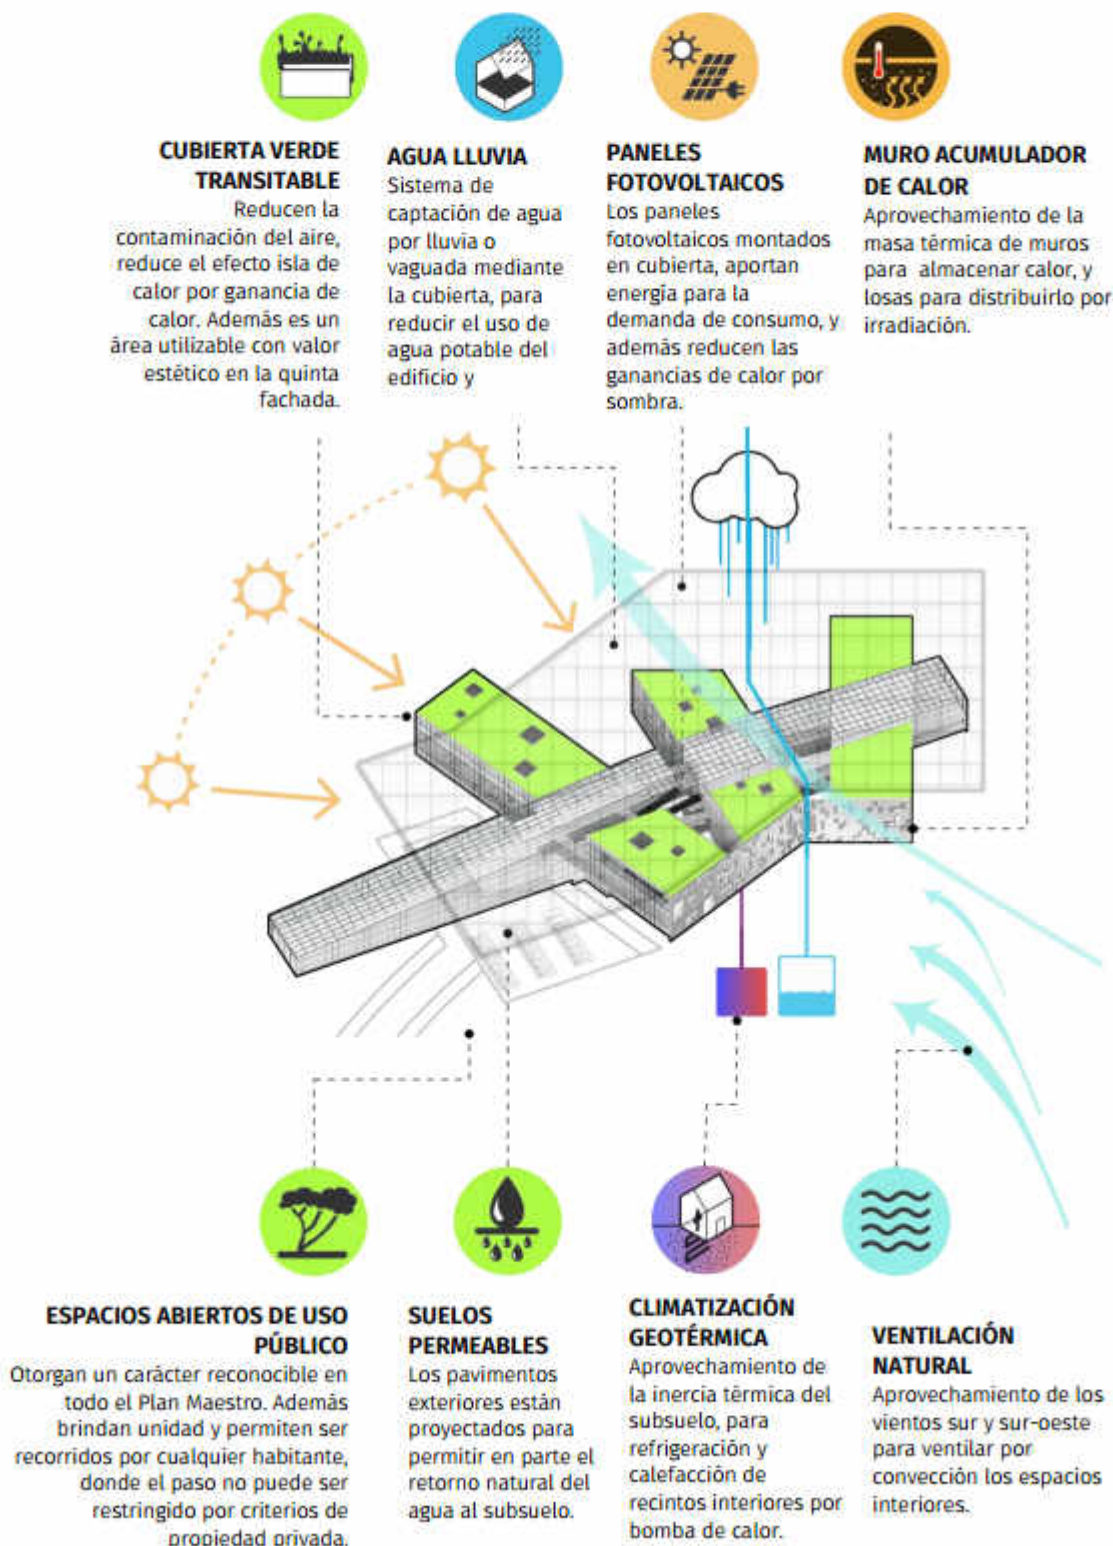 CUBIERTA VERDE
TRANSITABLE
Reducen la
contaminación del aire,
reduce el efecto isla de
calor por ganancia de
calor. Además es un
área utilizable con valor
estético en la quinta
fachada.
AGUA LLUVIA
Sistema de
captación de agua
por lluvia o
vaguada mediante
la cubierta, para
reducir el uso de
agua potable del
edificio y
PANELES
FOTOVOLTAICOS
Los paneles
fotovoltaicos montados
en cubierta, aportan
energía para la
demanda de consumo, y
además reducen las
ganancias de calor por
sombra.
MURO ACUMULADOR
DE CALOR
Aprovechamiento de la
masa térmica de muros
para almacenar calor, y
losas para distribuirlo por
irradiación.
ESPACIOS ABIERTOS DE USO
PÚBLICO
Otorgan un carácter reconocible en
todo el Plan Maestro. Además
brindan unidad y permiten ser
recorridos por cualquier habitante,
donde el paso no puede ser
restringido por criterios de
propiedad privada.
SUELOS
PERMEABLES
Los pavimentos
exteriores están
proyectados para
permitir en parte el
retorno natural del
agua al subsuelo.
CLIMATIZACIÓN
GEOTÉRMICA
Aprovechamiento de
la inercia térmica del
subsuelo, para
refrigeración y
calefacción de
recintos interiores por
bomba de calor.
VENTILACIÓN
NATURAL
Aprovechamiento de los
vientos sur y sur-oeste
para ventilar por
convección los espacios
interiores.